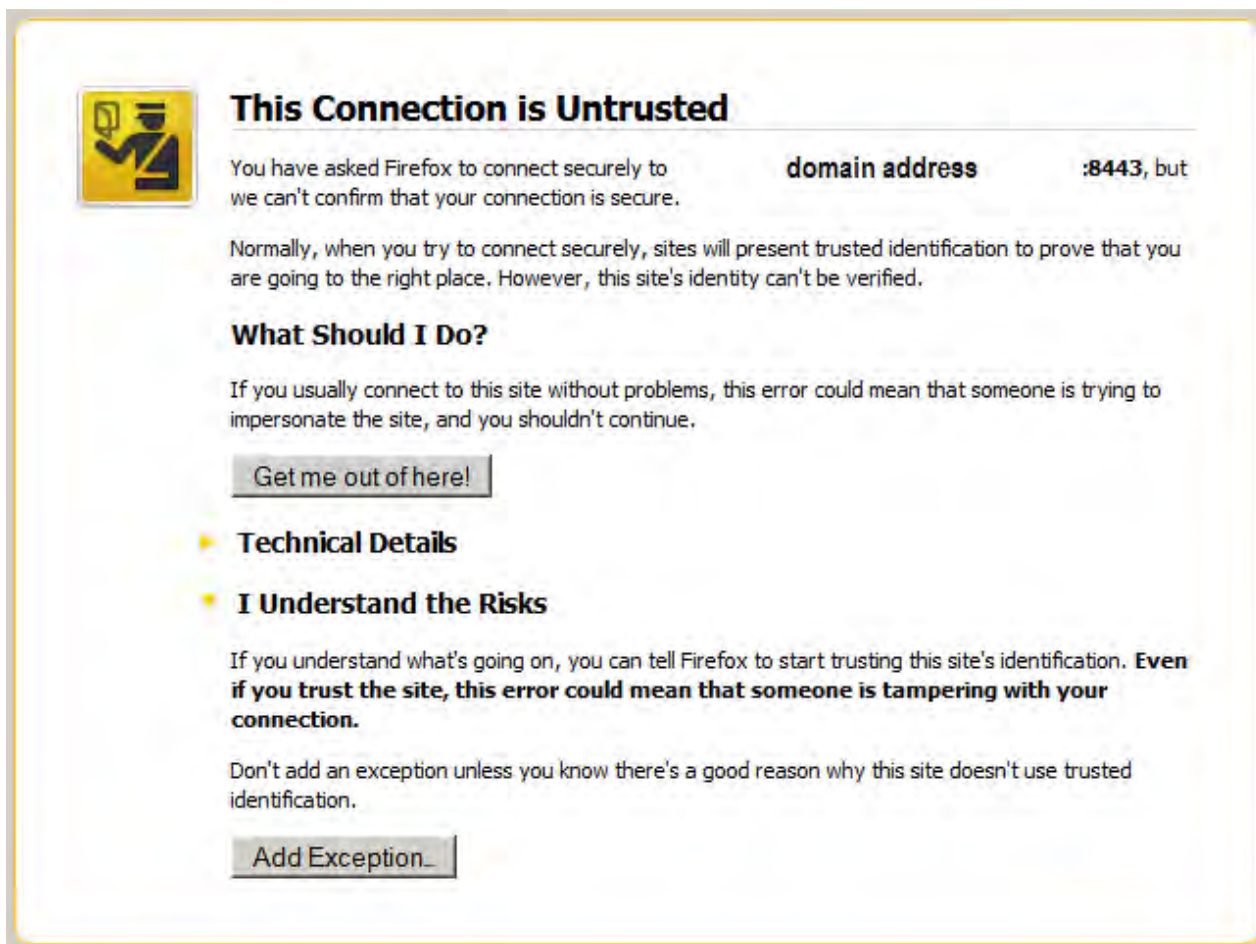 This Connection is Untrusted
You have asked Firefox to connect securely to domain address :8443, but
we can't confirm that your connection is secure.
Normally, when you try to connect securely, sites will present trusted identification to prove that you
are going to the right place. However, this site's identity can't be verified.
What Should I Do?
If you usually connect to this site without problems, this error could mean that someone is trying to
impersonate the site, and you shouldn't continue.
Get me out of here!
Technical Details
I Understand the Risks
If you understand what's going on, you can tell Firefox to start trusting this site's identification. Even
if you trust the site, this error could mean that someone is tampering with your
connection.
Don't add an exception unless you know there's a good reason why this site doesn't use trusted
identification.
Add Exception...